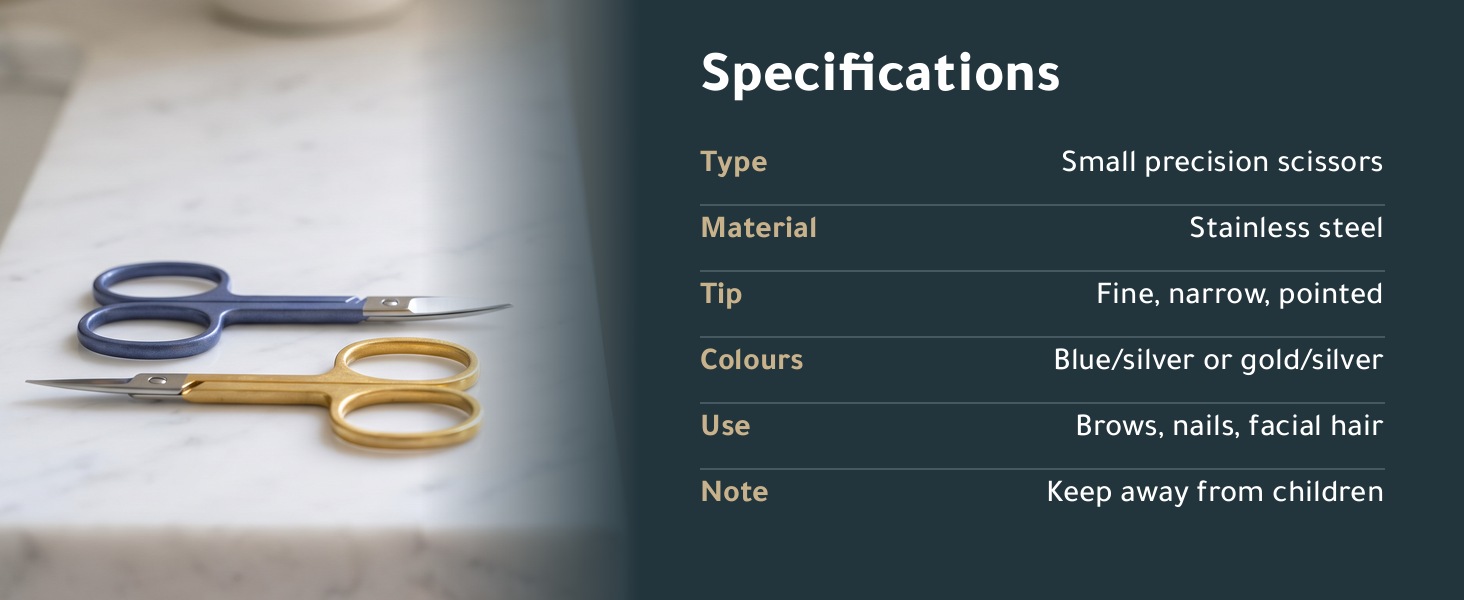 Specifications
Type Small precision scissors
Material Stainless steel
Tip Fine, narrow, pointed
Colours Blue/silver or gold/silver
Use Brows, nails, facial hair
Note Keep away from children